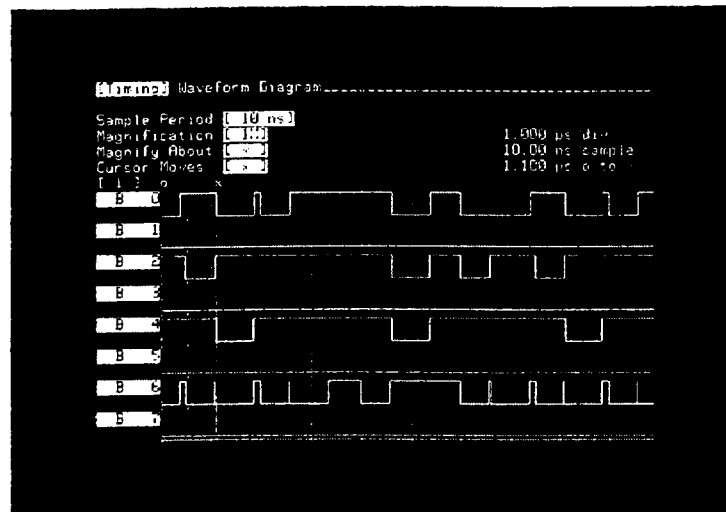 [Timing] Waveform Diagram
Sample Period [ 10 ns ]
Magnification
1.000 µs/div
Magnify About [ x ]
10.00 ns/sample
Cursor Moves [ x ]
1.100 µs o to
[ 1 ] o x
B 0
B 1
B 2
B 3
B 4
B 5
B 6
B 7